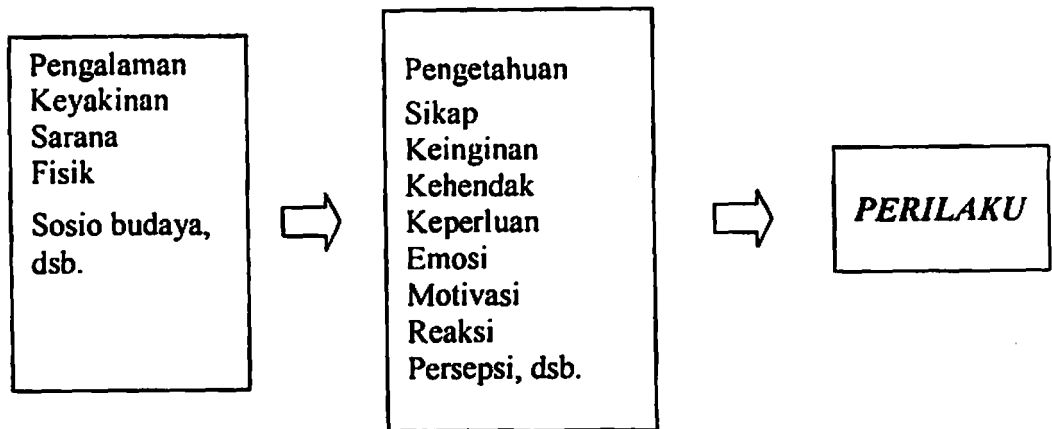 Pengalaman
Keyakinan
Sarana
Fisik
Sosio budaya,
dsb.
Pengetahuan
Sikap
Keinginan
Kehendak
Keperluan
Emosi
Motivasi
Reaksi
Persepsi, dsb.
PERILAKU